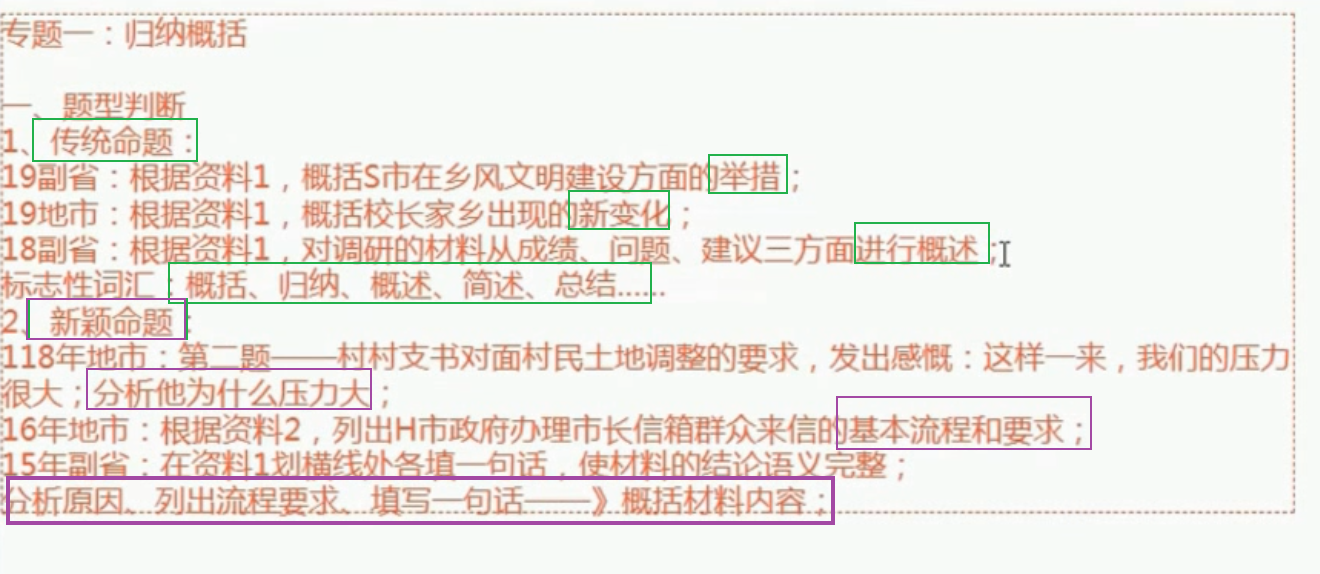 专题一：归纳概括
一、题型判断
1、传统命题：
19副省：根据资料1，概括S市在乡风文明建设方面的举措；
19地市：根据资料1，概括校长家乡出现的新变化；
18副省：根据资料1，对调研的材料从成绩、问题、建议三方面进行概述；
标志性词汇：概括、归纳、概述、简述、总结......
2、新颖命题：
118年地市：第二题——村村支书对面村民土地调整的要求，发出感慨：这样一来，我们的压力
很大；分析他为什么压力大；
16年地市：根据资料2，列出H市政府办理市长信箱群众来信的基本流程和要求；
15年副省：在资料1划横线处各填一句话，使材料的结论语义完整；
分析原因、列出流程要求、填写一句话——》概括材料内容；